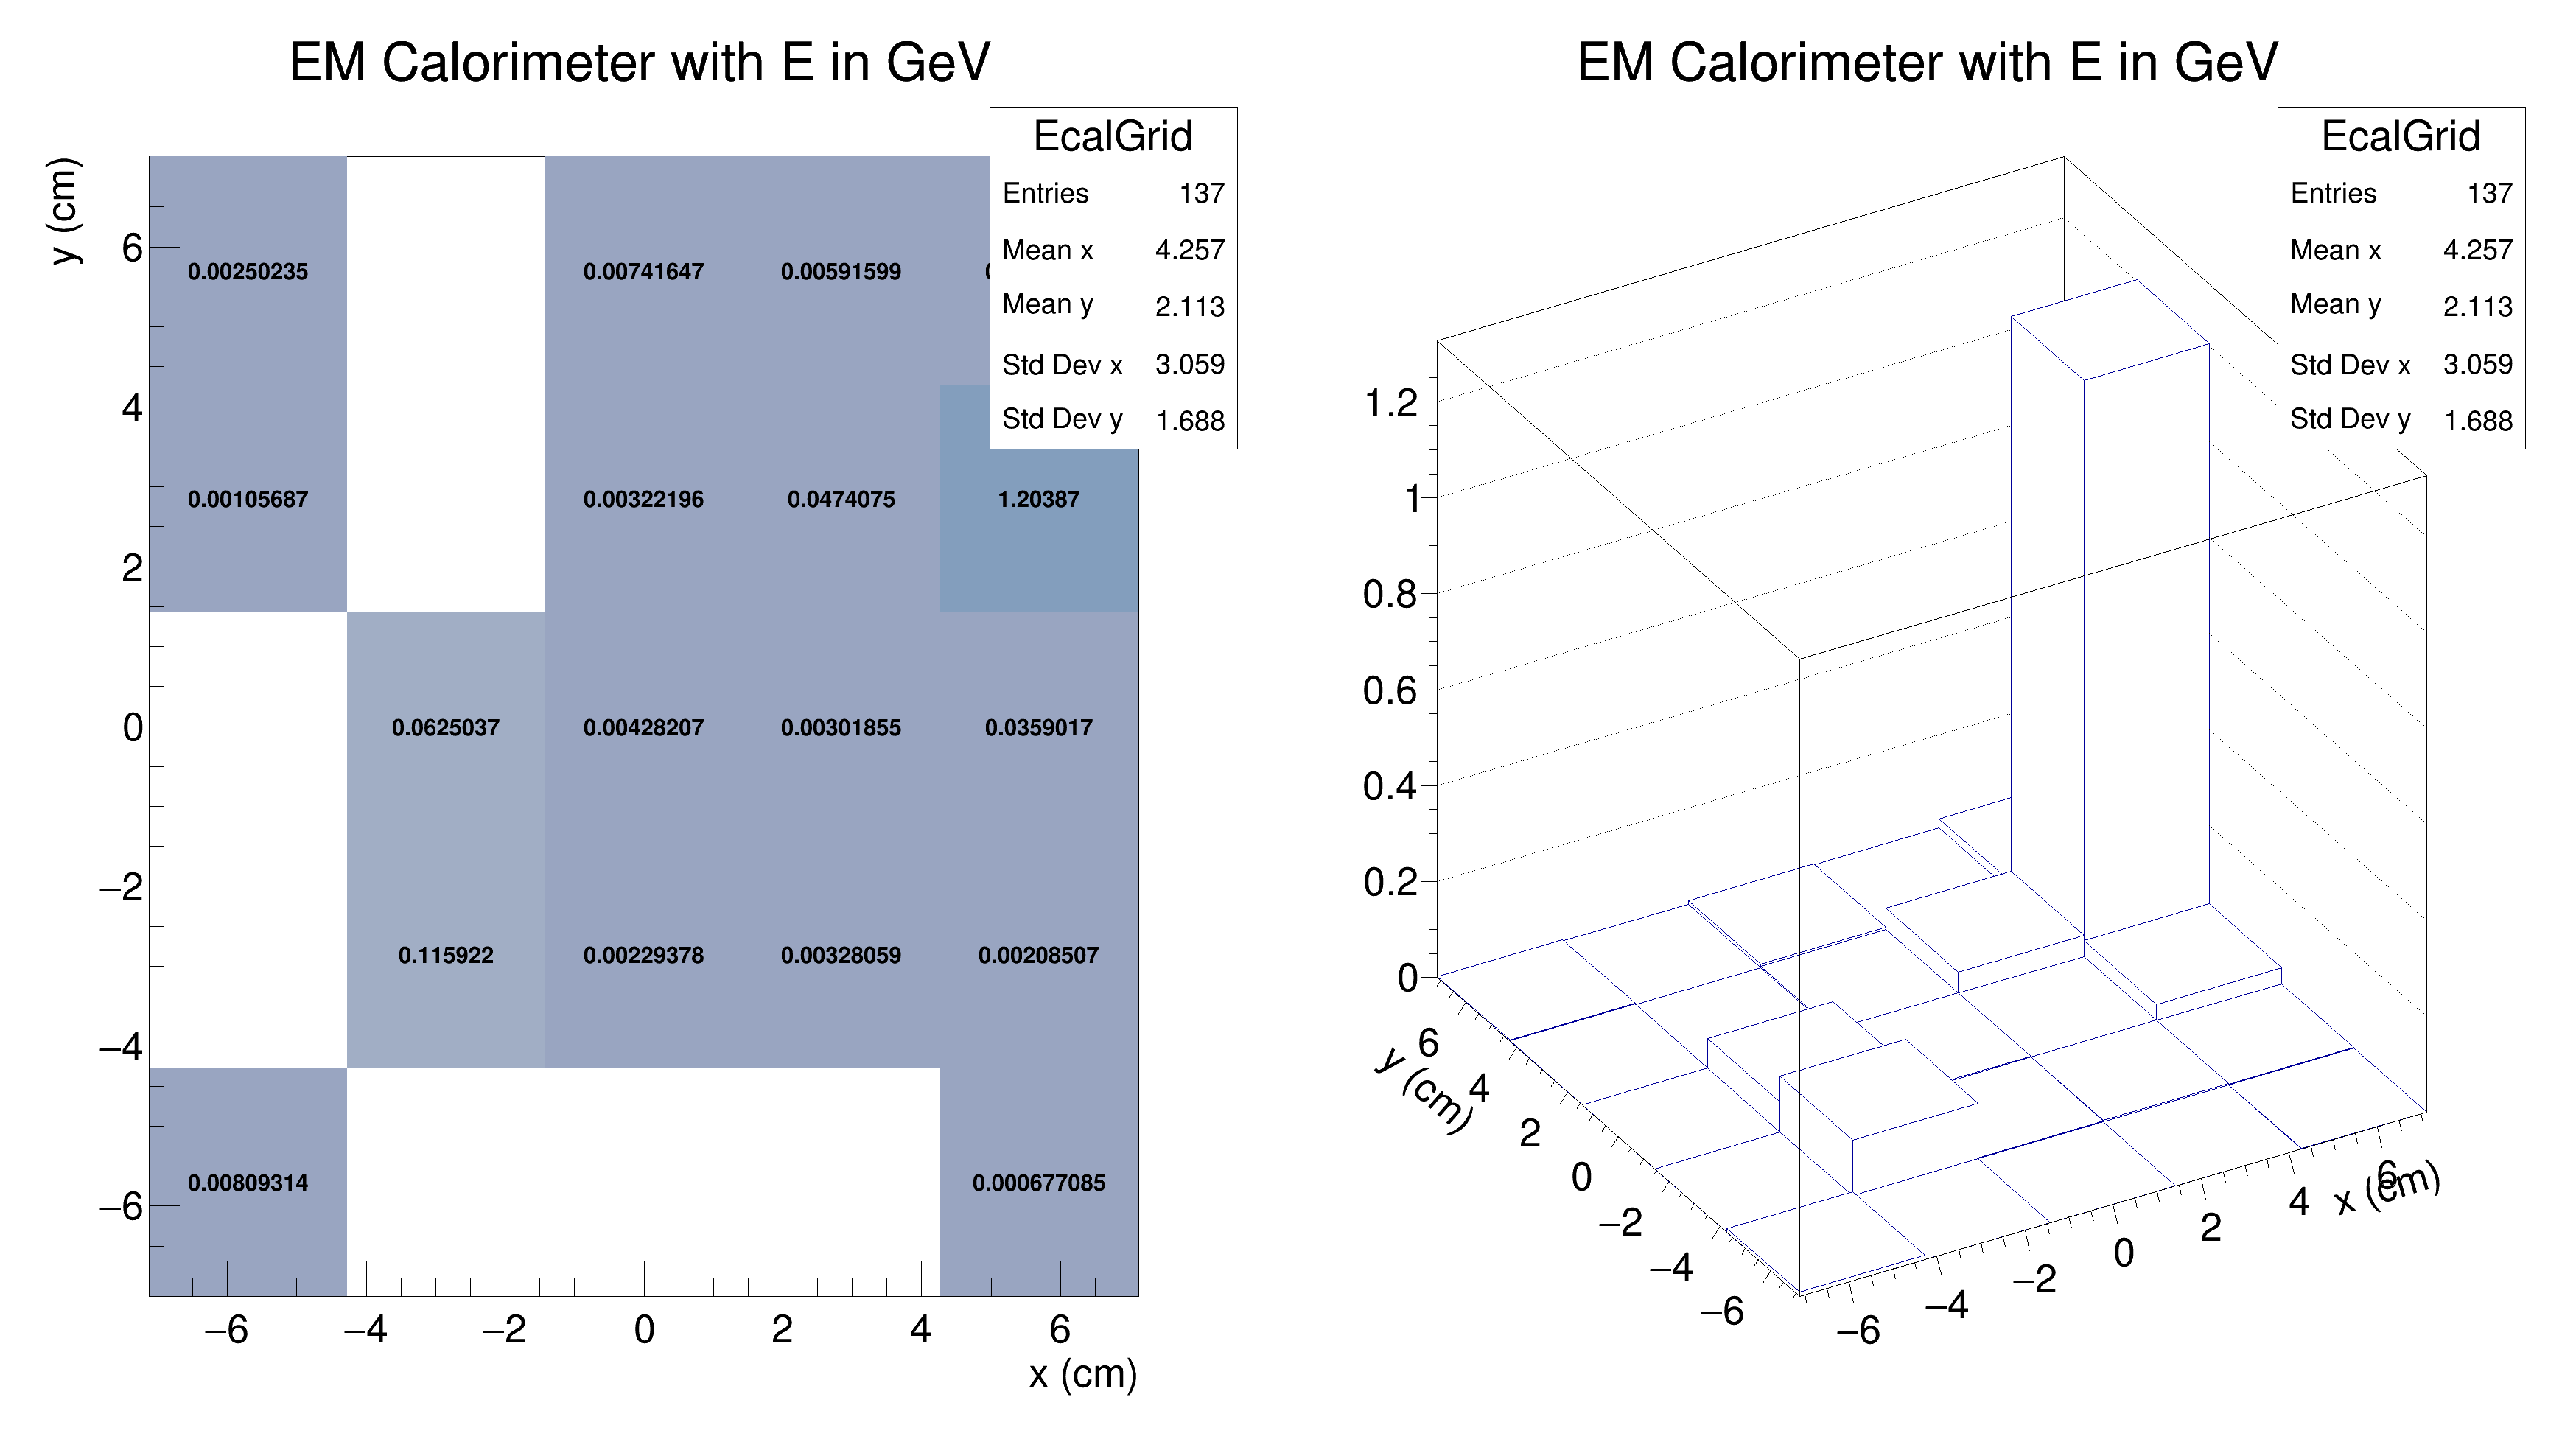 EM Calorimeter with E in GeV
EcalGrid
Entries 137
Mean x 4.257
Mean y 2.113
Std Dev x 3.059
Std Dev y 1.688
y (cm)
6
4
2
0
−2
−4
−6
0.00250235 0.00741647 0.00591599
0.00105687 0.00322196 0.0474075 1.20387
0.0625037 0.00428207 0.00301855 0.0359017
0.115922 0.00229378 0.00328059 0.00208507
0.00809314 0.000677085
−6 −4 −2 0 2 4 6
x (cm)
EM Calorimeter with E in GeV
EcalGrid
Entries 137
Mean x 4.257
Mean y 2.113
Std Dev x 3.059
Std Dev y 1.688
1.2
1
0.8
0.6
0.4
0.2
0
y (cm)
6
4
2
0
−2
−4
−6
−6 −4 −2 0 2 4 6
x (cm)